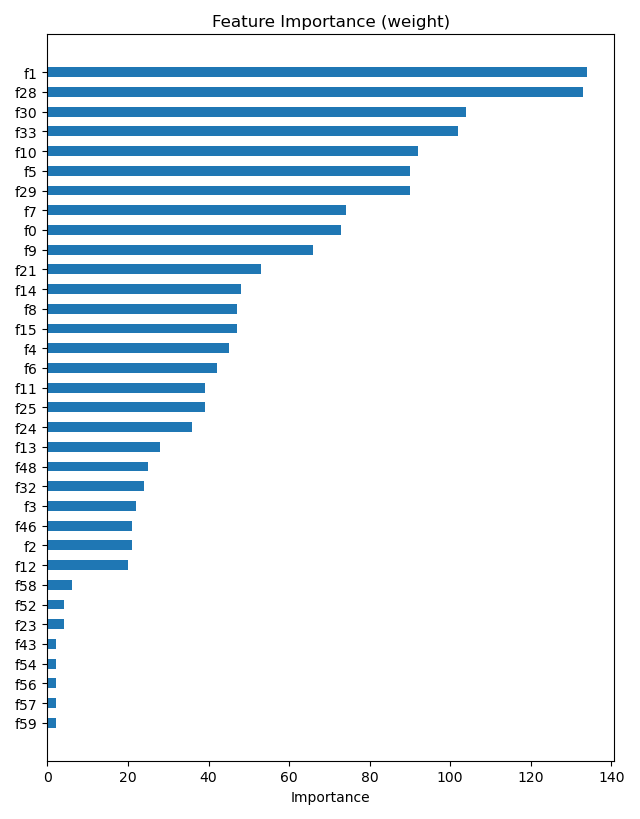 Feature Importance (weight)
f1
f28
f30
f33
f10
f5
f29
f7
f0
f9
f21
f14
f8
f15
f4
f6
f11
f25
f24
f13
f48
f32
f3
f46
f2
f12
f58
f52
f23
f43
f54
f56
f57
f59
0 20 40 60 80 100 120 140
Importance